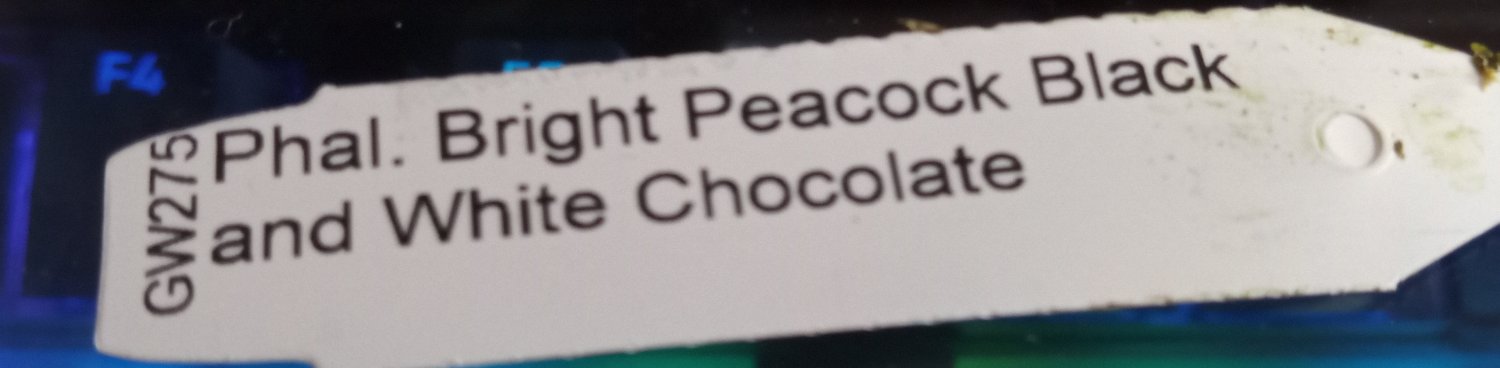 F4
GW275
Phal. Bright Peacock Black
and White Chocolate